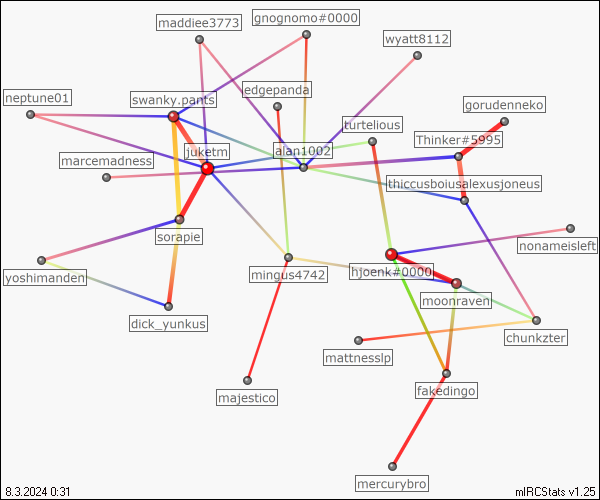 gnognomo#0000
maddiee3773
wyatt8112
edgepanda
neptune01
swanky.pants
gorudenneko
turtelious
Thinker#5995
juketm
alan1002
marcemadness
thiccusboiusalexusjoneus
sorapie
nonameisleft
yoshimanden
mingus4742
hjoenk#0000
moonraven
dick_yunkus
chunkzter
mattnesslp
majestico
fakedingo
mercurybro
8.3.2024 0:31
mIRCStats v1.25